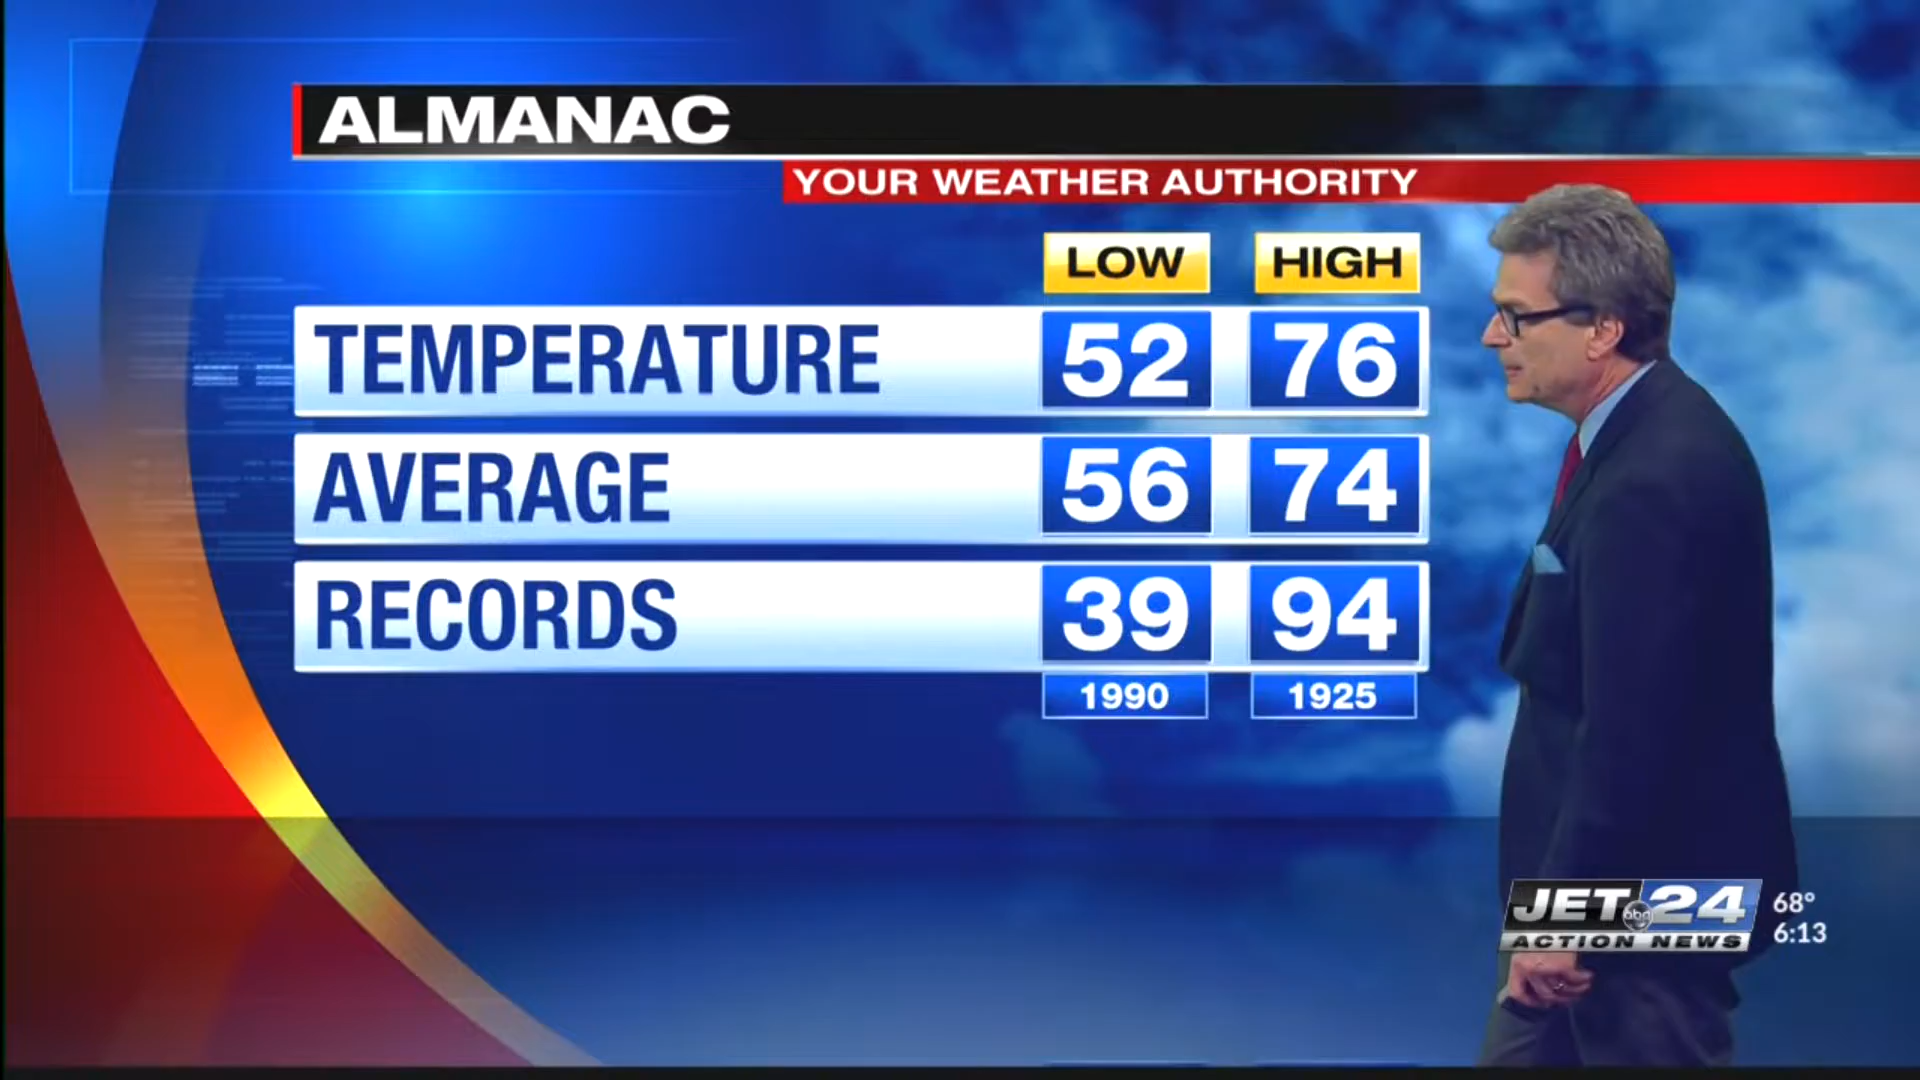 ALMANAC
YOUR WEATHER AUTHORITY
LOW HIGH
TEMPERATURE 52 76
AVERAGE 56 74
RECORDS 39 94
1990 1925
JET abc 24 68°
ACTION NEWS 6:13